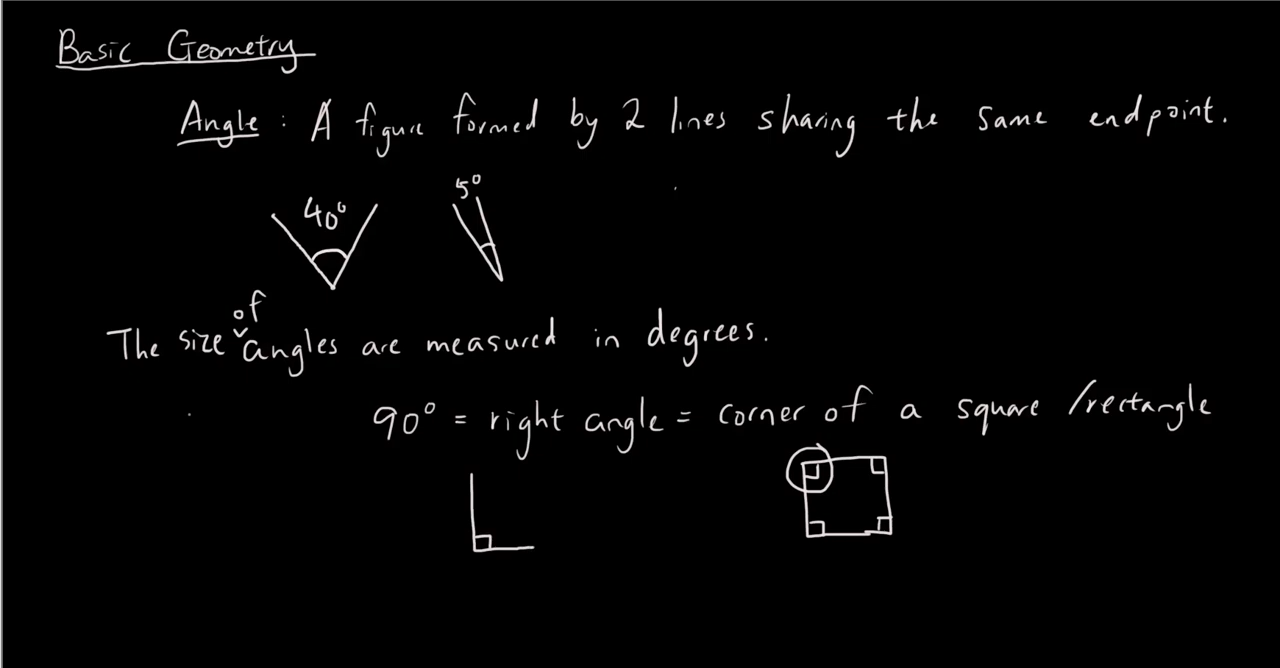 Basic Geometry
Angle : A figure formed by 2 lines sharing the same endpoint.
40° 5°
The size of angles are measured in degrees.
90° = right angle = corner of a square /rectangle